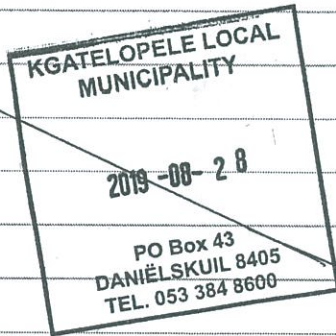 KGATELOPELE LOCAL
MUNICIPALITY
2019 -08- 2 8
PO Box 43
DANIËLSKUIL 8405
TEL. 053 384 8600